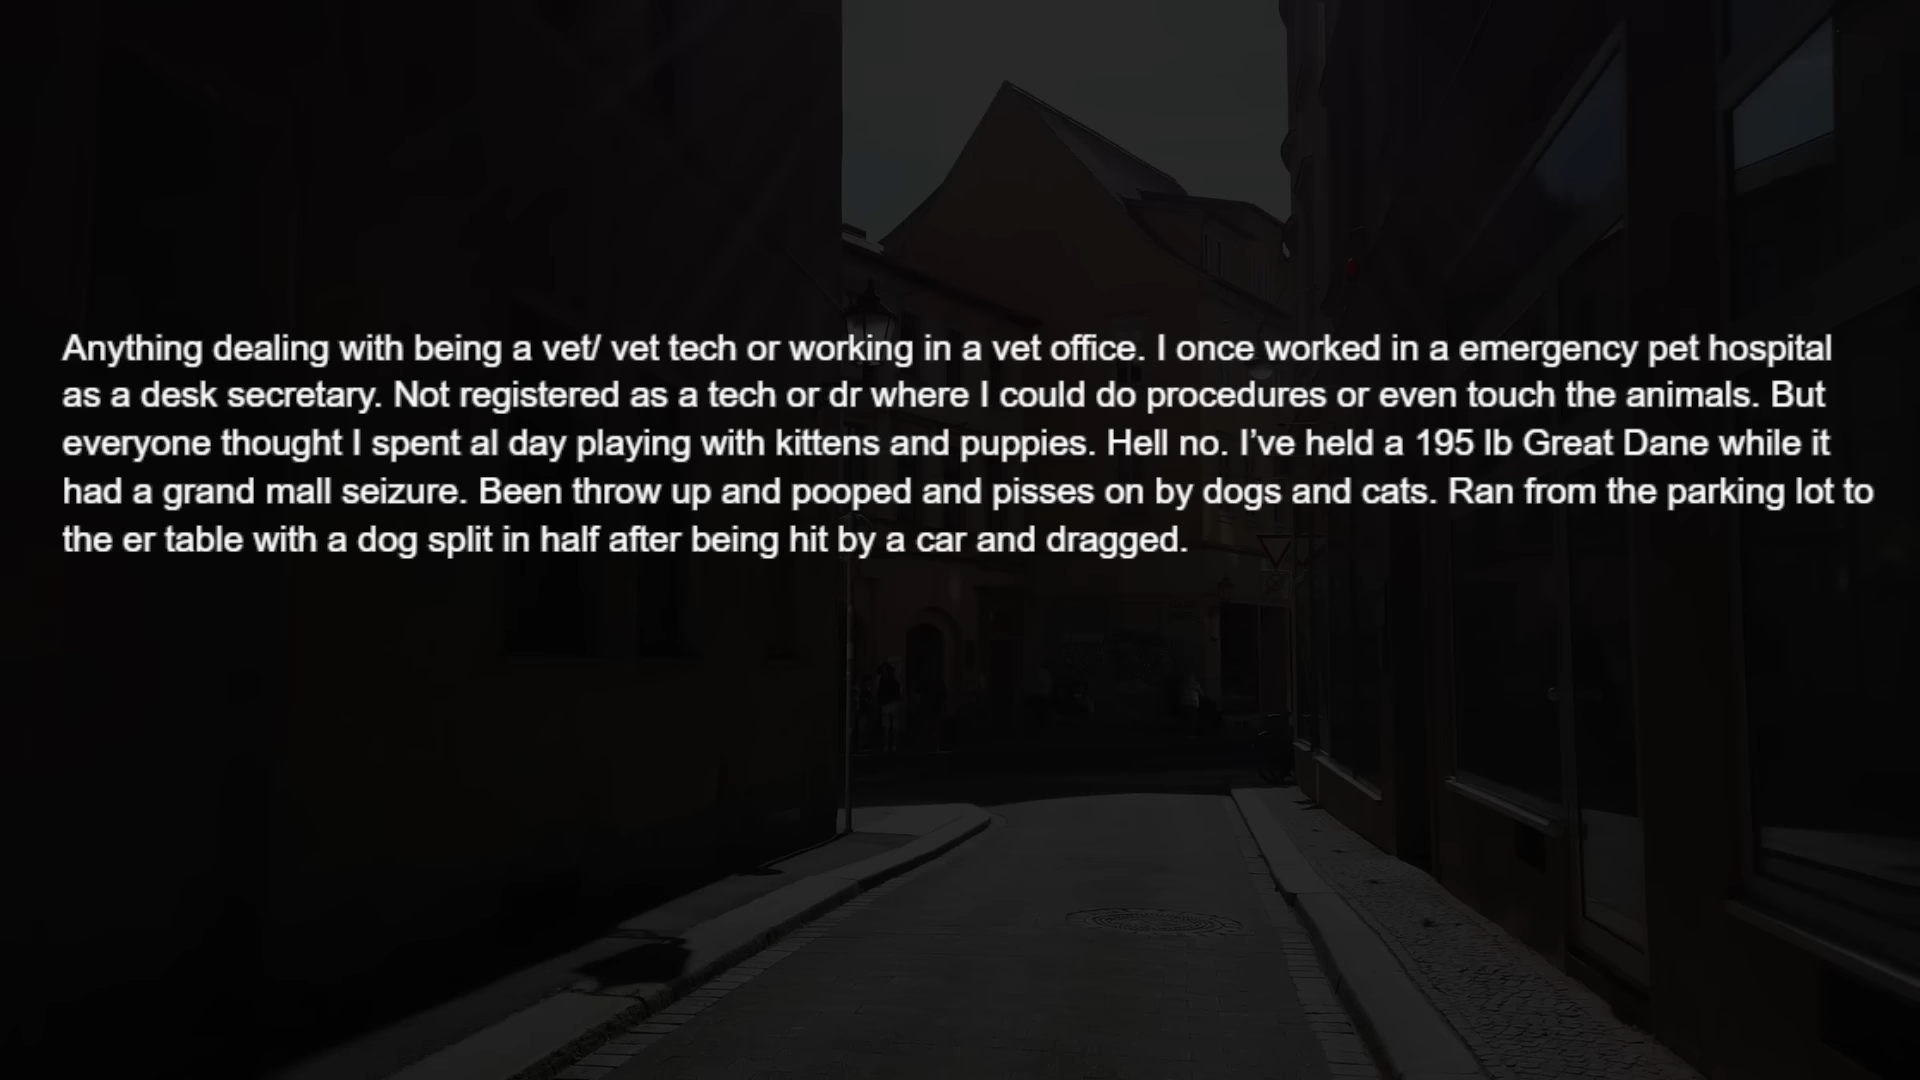 Anything dealing with being a vet/ vet tech or working in a vet office. I once worked in a emergency pet hospital
as a desk secretary. Not registered as a tech or dr where I could do procedures or even touch the animals. But
everyone thought I spent al day playing with kittens and puppies. Hell no. I’ve held a 195 lb Great Dane while it
had a grand mall seizure. Been throw up and pooped and pisses on by dogs and cats. Ran from the parking lot to
the er table with a dog split in half after being hit by a car and dragged.